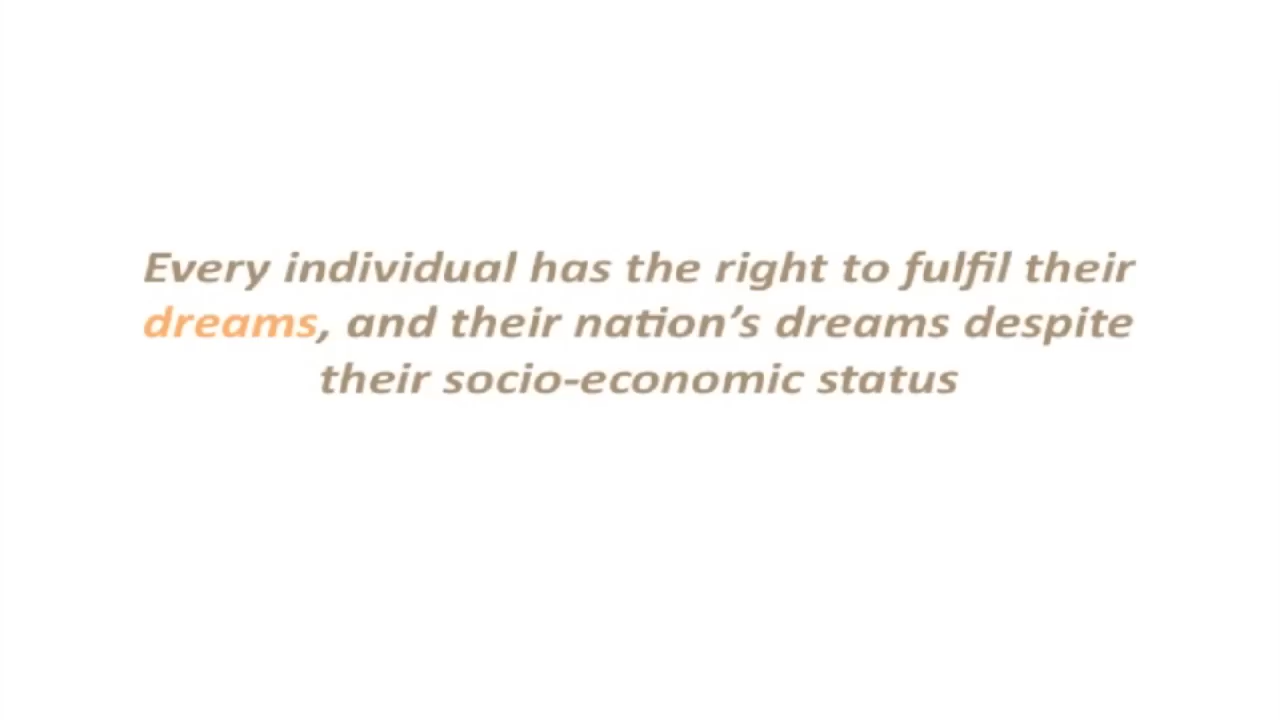 Every individual has the right to fulfil their
dreams, and their nation’s dreams despite
their socio-economic status